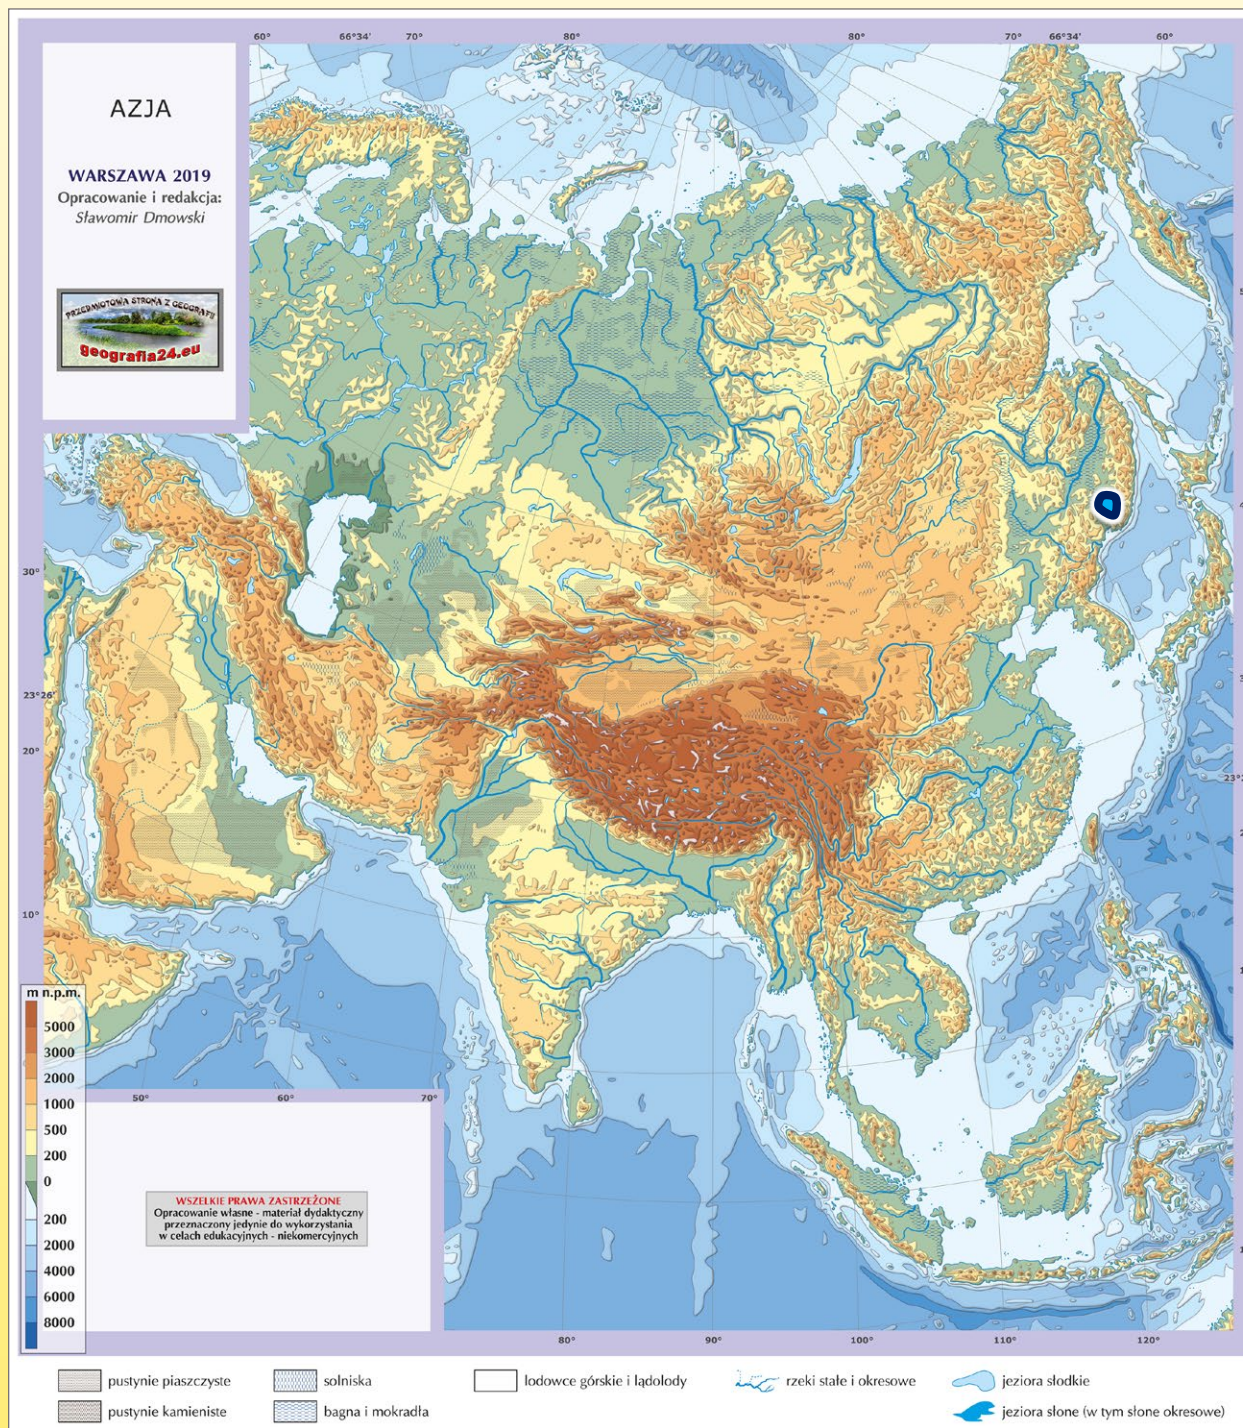 60° 66°34' 70° 80° 80° 70° 66°34' 60°
AZJA
WARSZAWA 2019
Opracowanie i redakcja:
Sławomir Dmowski
PRZEDMIOTOWA STRONA Z GEOGRAFII
geografia24.eu
30°
23°26'
20°
10°
m n.p.m.
5000
3000
2000
1000
500
200
0
200
2000
4000
6000
8000
50° 60° 70°
WSZELKIE PRAWA ZASTRZEŻONE
Opracowanie własne - materiał dydaktyczny
przeznaczony jedynie do wykorzystania
w celach edukacyjnych - niekomercyjnych
80° 90° 100° 110° 120°
pustynie piaszczyste
solniska
lodowce górskie i lądolody
rzeki stałe i okresowe
jeziora słodkie
pustynie kamieniste
bagna i mokradła
jeziora słone (w tym słone okresowe)